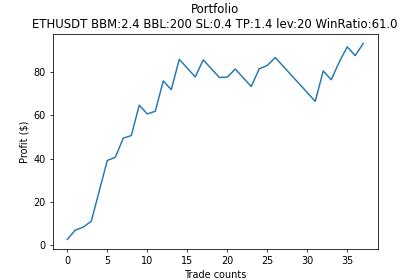 Portfolio
ETHUSDT BBM:2.4 BBL:200 SL:0.4 TP:1.4 lev:20 WinRatio:61.0
Profit ($)
80
60
40
20
0
0 5 10 15 20 25 30 35
Trade counts